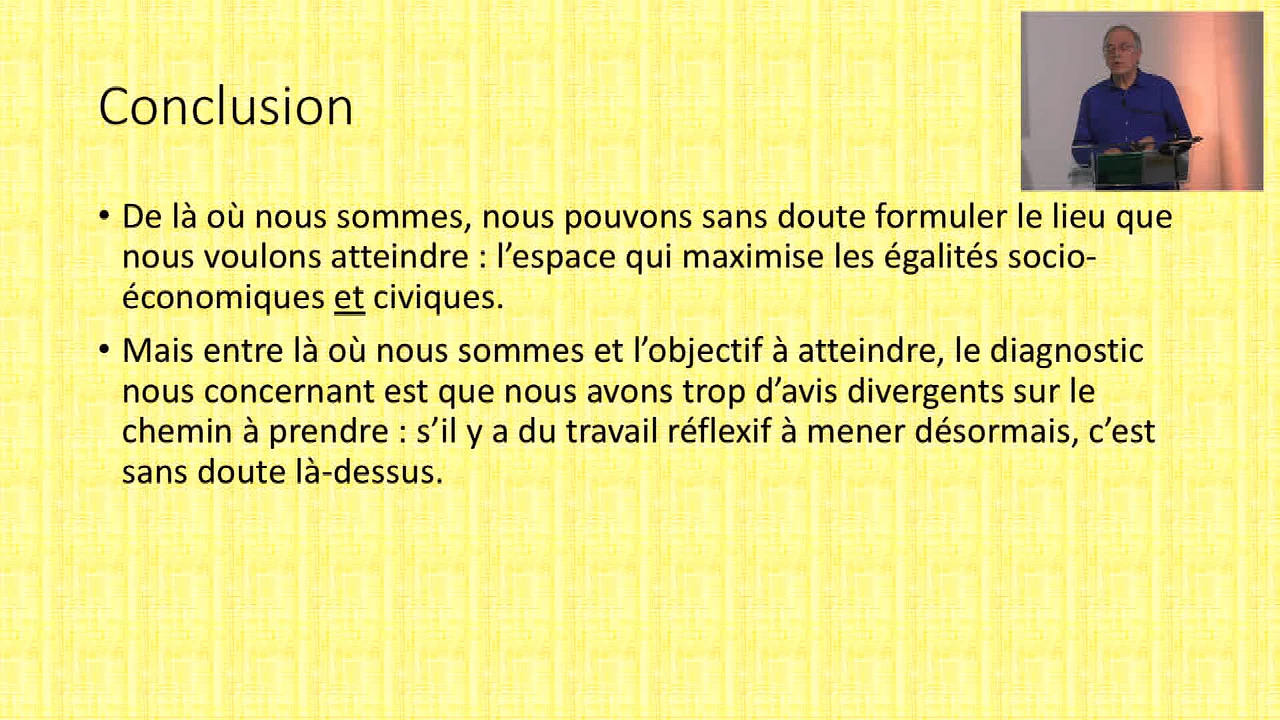 Conclusion
• De là où nous sommes, nous pouvons sans doute formuler le lieu que
nous voulons atteindre : l’espace qui maximise les égalités socio-
économiques et civiques.
• Mais entre là où nous sommes et l’objectif à atteindre, le diagnostic
nous concernant est que nous avons trop d’avis divergents sur le
chemin à prendre : s’il y a du travail réflexif à mener désormais, c’est
sans doute là-dessus.